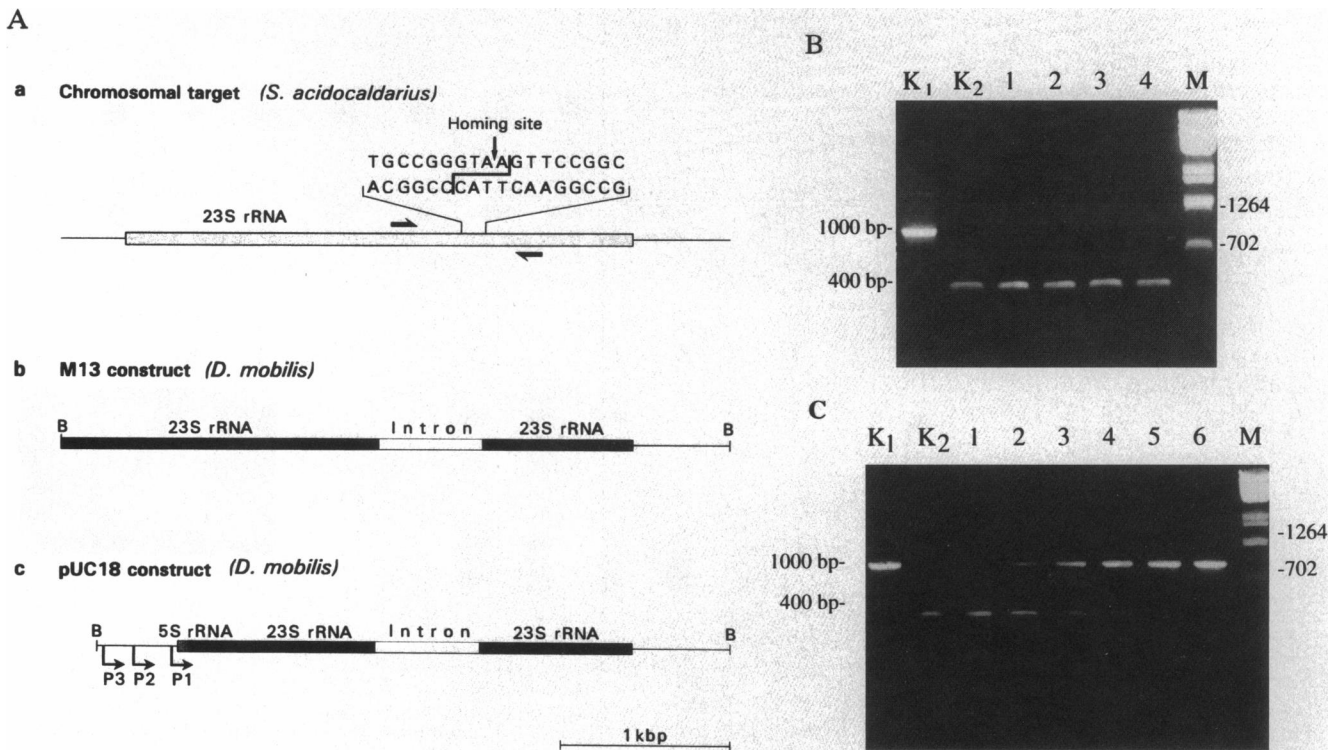 A
a Chromosomal target (S. acidocaldarius)
Homing site
TGCCGGGTAAGTTCCGGC
ACGGCCCATTCAAGGCCG
23S rRNA
b M13 construct (D. mobilis)
B 23S rRNA Intron 23S rRNA B
c pUC18 construct (D. mobilis)
B 5S rRNA 23S rRNA Intron 23S rRNA B
P3 P2 P1
1kbp
B
K1 K2 1 2 3 4 M
-1264
1000 bp-
-702
400 bp-
C
K1 K2 1 2 3 4 5 6 M
-1264
1000 bp-
-702
400 bp-